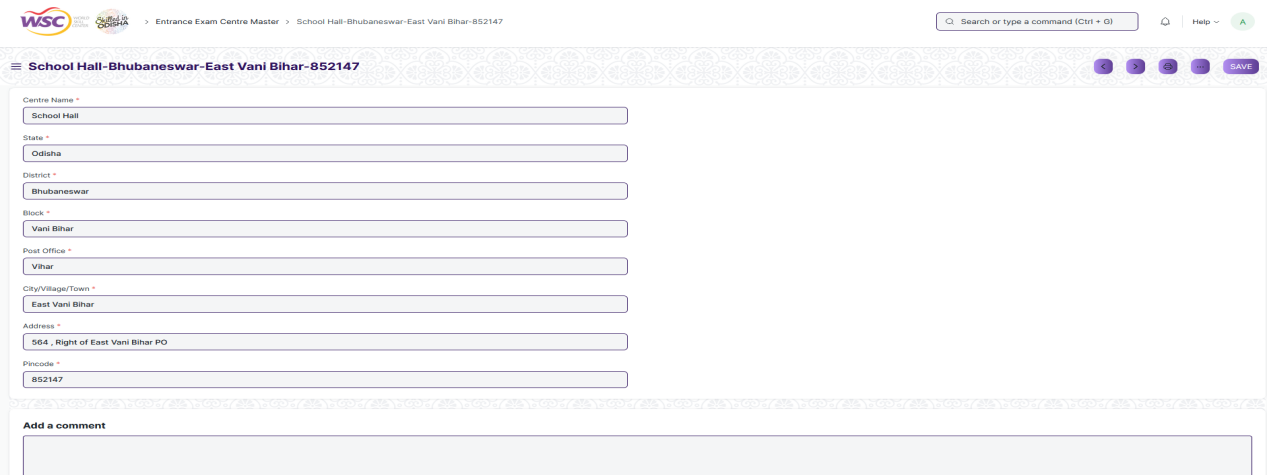 WSC WORLD SKILL CENTER Skilled in ODISHA > Entrance Exam Centre Master > School Hall-Bhubaneswar-East Vani Bihar-852147 Search or type a command (Ctrl + G) Help A
School Hall-Bhubaneswar-East Vani Bihar-852147 < > ... SAVE
Centre Name *
School Hall
State *
Odisha
District *
Bhubaneswar
Block *
Vani Bihar
Post Office *
Vihar
City/Village/Town *
East Vani Bihar
Address *
564 , Right of East Vani Bihar PO
Pincode *
852147
Add a comment